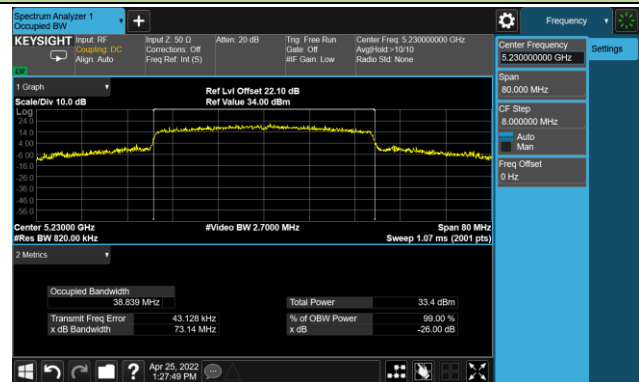 Spectrum Analyzer 1
Occupied BW
Frequency
KEYSIGHT
Input: RF
Coupling: DC
Align: Auto
Input Z: 50 Ω
Corrections: Off
Freq Ref: Int (S)
Atten: 20 dB
Trig: Free Run
Gate: Off
#IF Gain: Low
Center Freq: 5.230000000 GHz
Avg|Hold:>10/10
Radio Std: None
Center Frequency
5.230000000 GHz
Settings
Span
80.000 MHz
CF Step
8.000000 MHz
Auto
Man
Freq Offset
0 Hz
1 Graph
Scale/Div 10.0 dB
Ref Lvl Offset 22.10 dB
Ref Value 34.00 dBm
Log
24.0
14.0
4.00
-6.00
-16.0
-26.0
-36.0
-46.0
-56.0
Center 5.23000 GHz
#Res BW 820.00 kHz
#Video BW 2.7000 MHz
Span 80 MHz
Sweep 1.07 ms (2001 pts)
2 Metrics
Occupied Bandwidth
38.839 MHz
Total Power 33.4 dBm
Transmit Freq Error 43.128 kHz
% of OBW Power 99.00 %
x dB Bandwidth 73.14 MHz
x dB -26.00 dB
Apr 25, 2022
1:27:49 PM